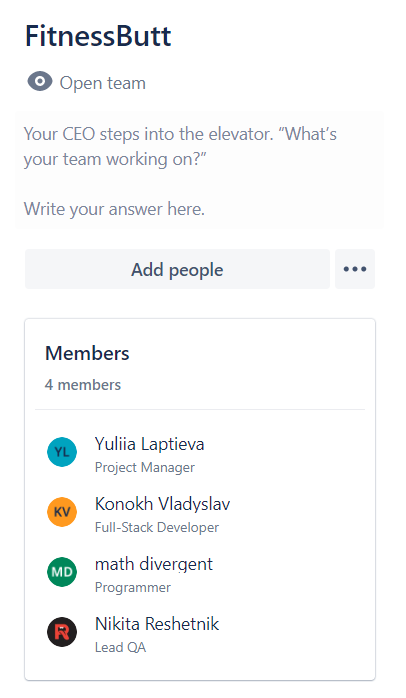 FitnessButt
Open team
Your CEO steps into the elevator. “What’s
your team working on?”
Write your answer here.
Add people
Members
4 members
YL
Yuliia Laptieva
Project Manager
KV
Konokh Vladyslav
Full-Stack Developer
MD
math divergent
Programmer
R
Nikita Reshetnik
Lead QA